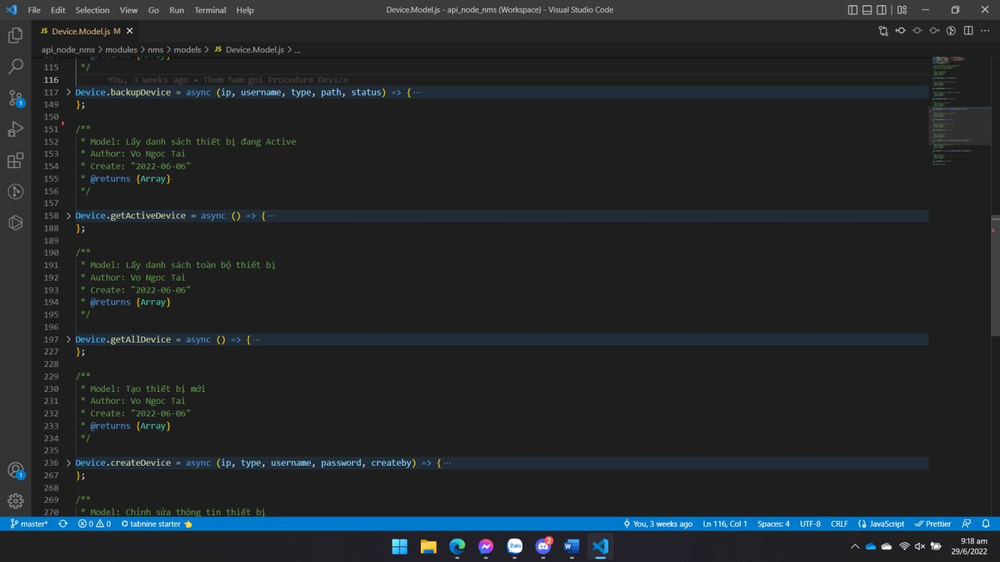 File Edit Selection View Go Run Terminal Help
Device.Model.js - api_node_nms (Workspace) - Visual Studio Code
JS Device.Model.js M
api_node_nms > modules > nms > models > JS Device.Model.js > ...
115 */
116 You, 3 weeks ago • Them ham goi Procedure Device
117 > Device.backupDevice = async (ip, username, type, path, status) => {···
149 };
150
151 /**
152 * Model: Lấy danh sách thiết bị đang Active
153 * Author: Vo Ngoc Tai
154 * Create: "2022-06-06"
155 * @returns {Array}
156 */
157
158 > Device.getActiveDevice = async () => {···
188 };
189
190 /**
191 * Model: Lấy danh sách toàn bộ thiết bị
192 * Author: Vo Ngoc Tai
193 * Create: "2022-06-06"
194 * @returns {Array}
195 */
196
197 > Device.getAllDevice = async () => {···
227 };
228
229 /**
230 * Model: Tạo thiết bị mới
231 * Author: Vo Ngoc Tai
232 * Create: "2022-06-06"
233 * @returns {Array}
234 */
235
236 > Device.createDevice = async (ip, type, username, password, createby) => {···
267 };
268
269 /**
270 * Model: Chỉnh sửa thông tin thiết bị
1
1
master* 0 0 tabnine starter You, 3 weeks ago Ln 116, Col 1 Spaces: 4 UTF-8 CRLF JavaScript Prettier
Zalo 2 W
9:18 am
29/6/2022